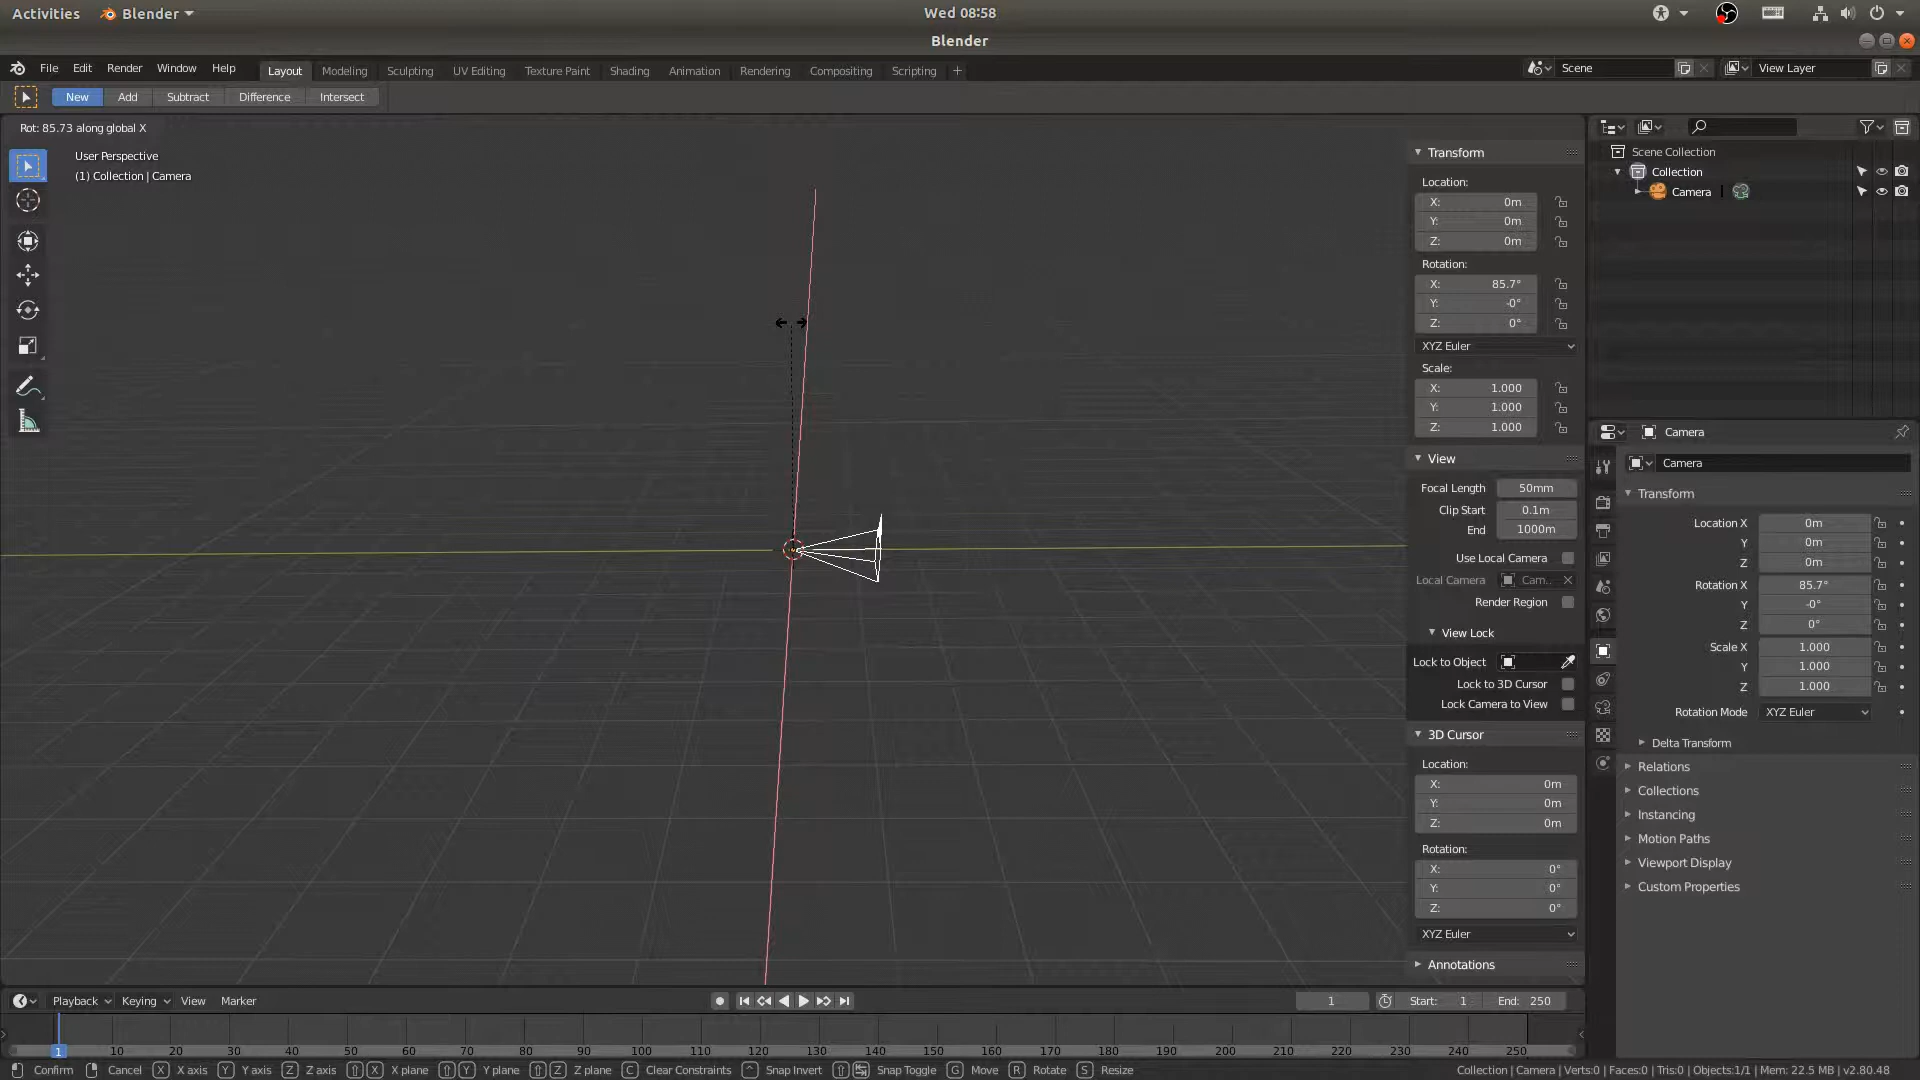 Activities Blender Wed 08:58
Blender
File Edit Render Window Help Layout Modeling Sculpting UV Editing Texture Paint Shading Animation Rendering Compositing Scripting + Scene View Layer
New Add Subtract Difference Intersect
Rot: 85.73 along global X
User Perspective
(1) Collection | Camera
Transform
Location:
X: 0m
Y: 0m
Z: 0m
Rotation:
X: 85.7°
Y: -0°
Z: 0°
XYZ Euler
Scale:
X: 1.000
Y: 1.000
Z: 1.000
View
Focal Length 50mm
Clip Start 0.1m
End 1000m
Use Local Camera
Local Camera Cam..
Render Region
View Lock
Lock to Object
Lock to 3D Cursor
Lock Camera to View
3D Cursor
Location:
X: 0m
Y: 0m
Z: 0m
Rotation:
X: 0°
Y: 0°
Z: 0°
XYZ Euler
Annotations
Scene Collection
Collection
Camera
Camera
Camera
Transform
Location X 0m
Y 0m
Z 0m
Rotation X 85.7°
Y -0°
Z 0°
Scale X 1.000
Y 1.000
Z 1.000
Rotation Mode XYZ Euler
Delta Transform
Relations
Collections
Instancing
Motion Paths
Viewport Display
Custom Properties
Playback Keying View Marker 1 Start: 1 End: 250
1 10 20 30 40 50 60 70 80 90 100 110 120 130 140 150 160 170 180 190 200 210 220 230 240 250
Confirm Cancel X X axis Y Y axis Z Z axis X X plane Y Y plane Z Z plane C Clear Constraints Snap Invert Snap Toggle G Move R Rotate S Resize Collection | Camera | Verts:0 | Faces:0 | Tris:0 | Objects:1/1 | Mem: 22.5 MB | v2.80.48